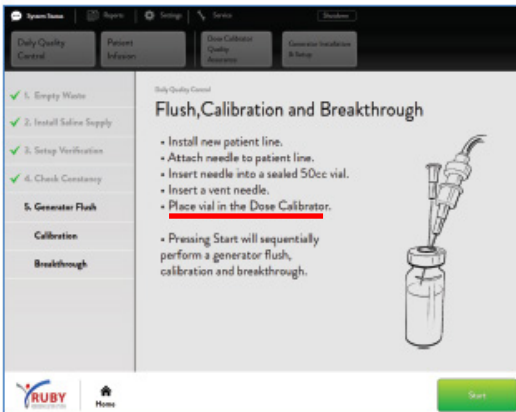 System Status
Reports
Settings
Service
Shutdown
Daily Quality
Control
Patient
Infusion
Dose Calibrator
Quality
Assurance
Generator Installation
& Setup
✓ 1. Empty Waste
✓ 2. Install Saline Supply
✓ 3. Setup Verification
✓ 4. Check Constancy
5. Generator Flush
Calibration
Breakthrough
Daily Quality Control
Flush,Calibration and Breakthrough
• Install new patient line.
• Attach needle to patient line.
• Insert needle into a sealed 50cc vial.
• Insert a vent needle.
• Place vial in the Dose Calibrator.
• Pressing Start will sequentially
perform a generator flush,
calibration and breakthrough.
RUBY
Home
Start